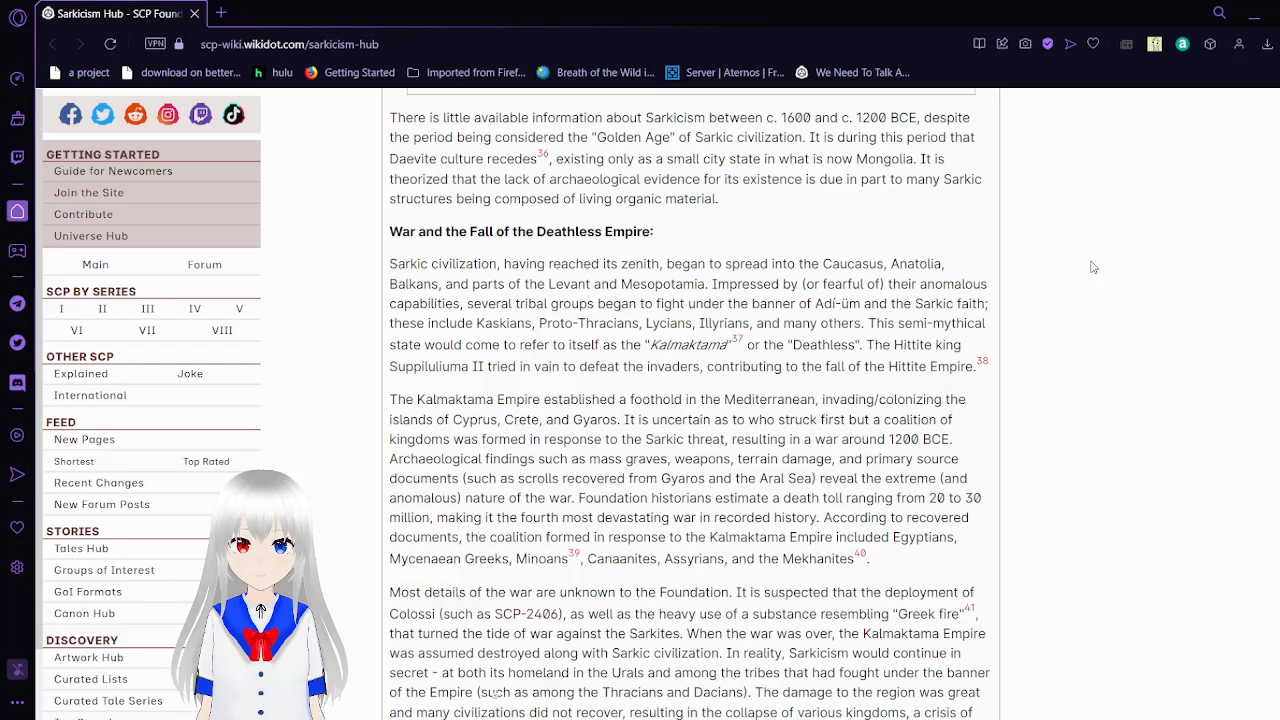 Sarkicism Hub - SCP Found
VPN
scp-wiki.wikidot.com/sarkicism-hub
a project
download on better...
hulu
Getting Started
Imported from Firef...
Breath of the Wild i...
Server | Aternos | Fr...
We Need To Talk A...
GETTING STARTED
Guide for Newcomers
Join the Site
Contribute
Universe Hub
Main Forum
SCP BY SERIES
I II III IV V
VI VII VIII
OTHER SCP
Explained Joke
International
FEED
New Pages
Shortest Top Rated
Recent Changes
New Forum Posts
STORIES
Tales Hub
Groups of Interest
GoI Formats
Canon Hub
DISCOVERY
Artwork Hub
Curated Lists
Curated Tale Series
There is little available information about Sarkicism between c. 1600 and c. 1200 BCE, despite
the period being considered the "Golden Age" of Sarkic civilization. It is during this period that
Daevite culture recedes36, existing only as a small city state in what is now Mongolia. It is
theorized that the lack of archaeological evidence for its existence is due in part to many Sarkic
structures being composed of living organic material.
War and the Fall of the Deathless Empire:
Sarkic civilization, having reached its zenith, began to spread into the Caucasus, Anatolia,
Balkans, and parts of the Levant and Mesopotamia. Impressed by (or fearful of) their anomalous
capabilities, several tribal groups began to fight under the banner of Adí-üm and the Sarkic faith;
these include Kaskians, Proto-Thracians, Lycians, Illyrians, and many others. This semi-mythical
state would come to refer to itself as the "Kalmaktama"37 or the "Deathless". The Hittite king
Suppiluliuma II tried in vain to defeat the invaders, contributing to the fall of the Hittite Empire.38
The Kalmaktama Empire established a foothold in the Mediterranean, invading/colonizing the
islands of Cyprus, Crete, and Gyaros. It is uncertain as to who struck first but a coalition of
kingdoms was formed in response to the Sarkic threat, resulting in a war around 1200 BCE.
Archaeological findings such as mass graves, weapons, terrain damage, and primary source
documents (such as scrolls recovered from Gyaros and the Aral Sea) reveal the extreme (and
anomalous) nature of the war. Foundation historians estimate a death toll ranging from 20 to 30
million, making it the fourth most devastating war in recorded history. According to recovered
documents, the coalition formed in response to the Kalmaktama Empire included Egyptians,
Mycenaean Greeks, Minoans39, Canaanites, Assyrians, and the Mekhanites40.
Most details of the war are unknown to the Foundation. It is suspected that the deployment of
Colossi (such as SCP-2406), as well as the heavy use of a substance resembling "Greek fire"41,
that turned the tide of war against the Sarkites. When the war was over, the Kalmaktama Empire
was assumed destroyed along with Sarkic civilization. In reality, Sarkicism would continue in
secret - at both its homeland in the Urals and among the tribes that had fought under the banner
of the Empire (such as among the Thracians and Dacians). The damage to the region was great
and many civilizations did not recover, resulting in the collapse of various kingdoms, a crisis of